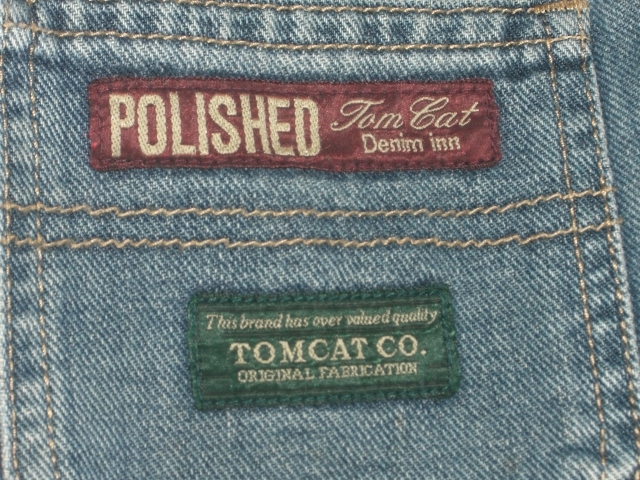 POLISHED Tom Cat
Denim inn
This brand has over valued quality
TOMCAT CO.
ORIGINAL FABRICATION